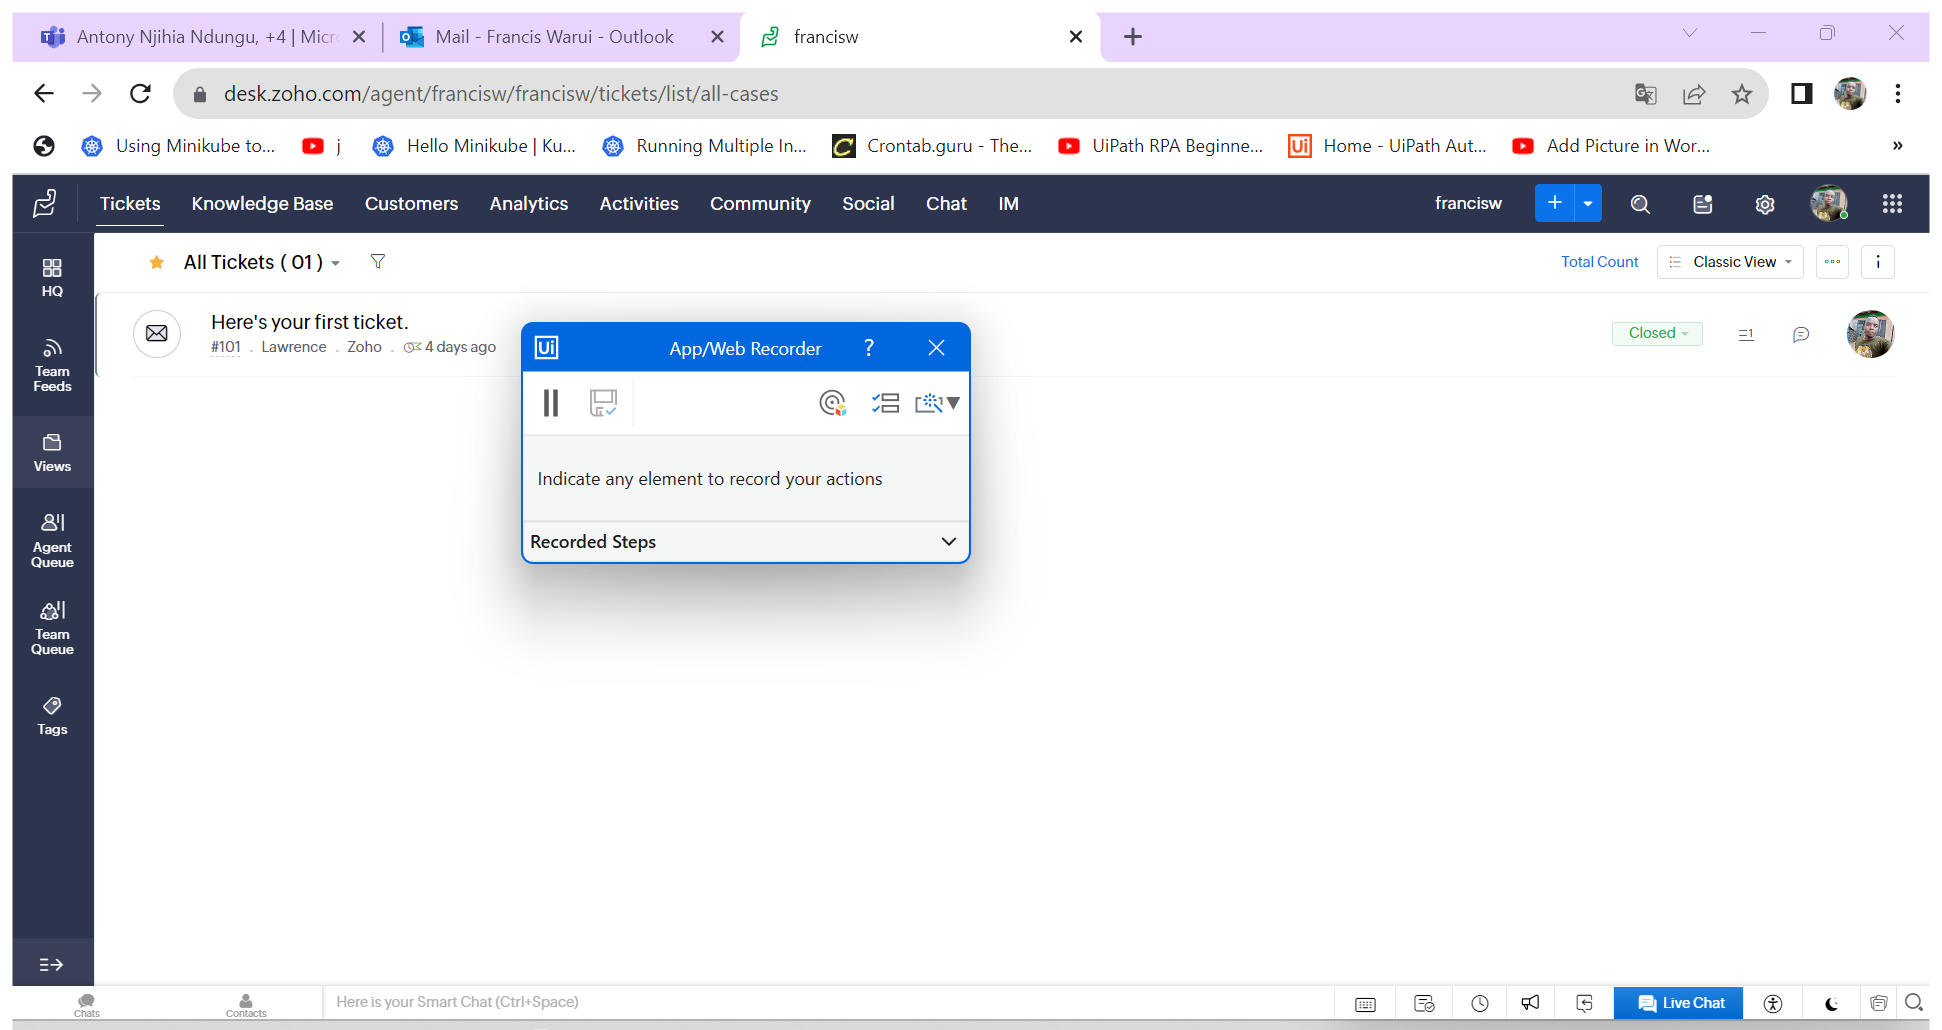 Antony Njihia Ndungu, +4 | Micr
Mail - Francis Warui - Outlook
francisw
desk.zoho.com/agent/francisw/francisw/tickets/list/all-cases
Using Minikube to...
j
Hello Minikube | Ku...
Running Multiple In...
Crontab.guru - The...
UiPath RPA Beginne...
Home - UiPath Aut...
Add Picture in Wor...
»
Tickets
Knowledge Base
Customers
Analytics
Activities
Community
Social
Chat
IM
francisw
HQ
Team
Feeds
Views
Agent
Queue
Team
Queue
Tags
All Tickets ( 01 )
Total Count
Classic View
i
Here's your first ticket.
#101 . Lawrence . Zoho . 4 days ago
Closed
1
Ui
App/Web Recorder
?
Indicate any element to record your actions
Recorded Steps
Chats
Contacts
Here is your Smart Chat (Ctrl+Space)
Live Chat